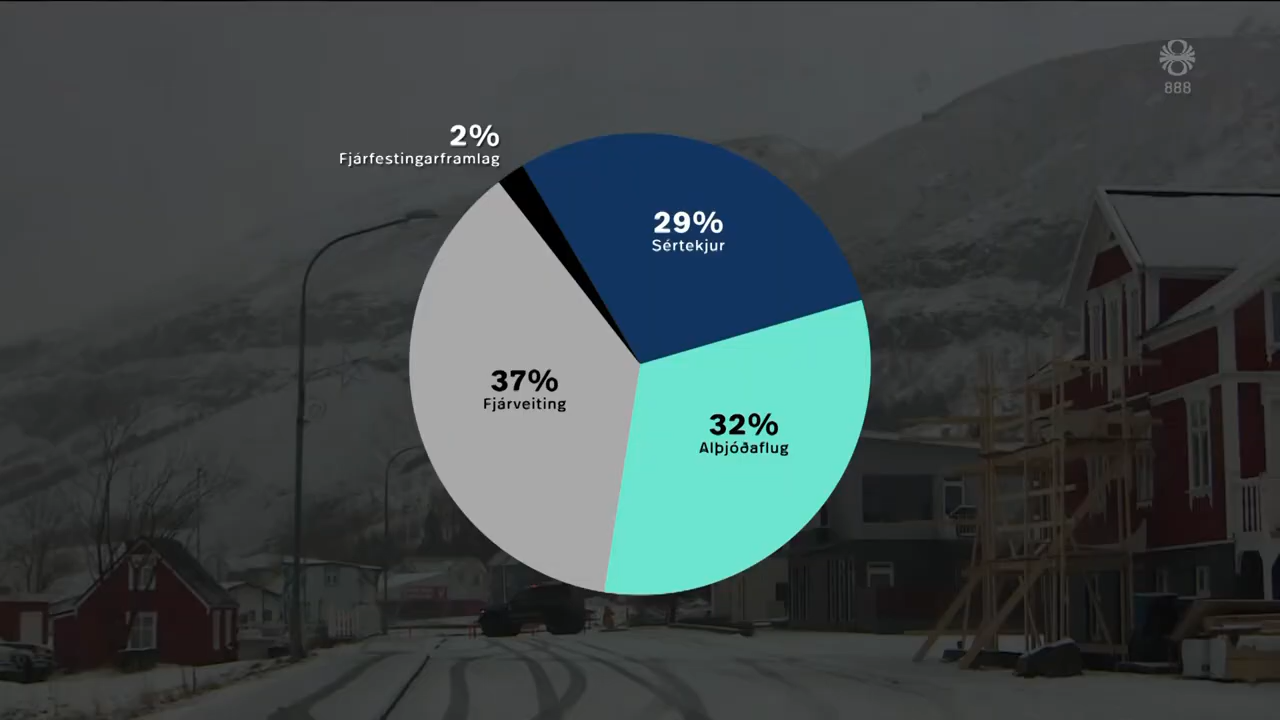 888
2%
Fjárfestingarframlag
29%
Sértekjur
37%
Fjárveiting
32%
Alþjóðaflug